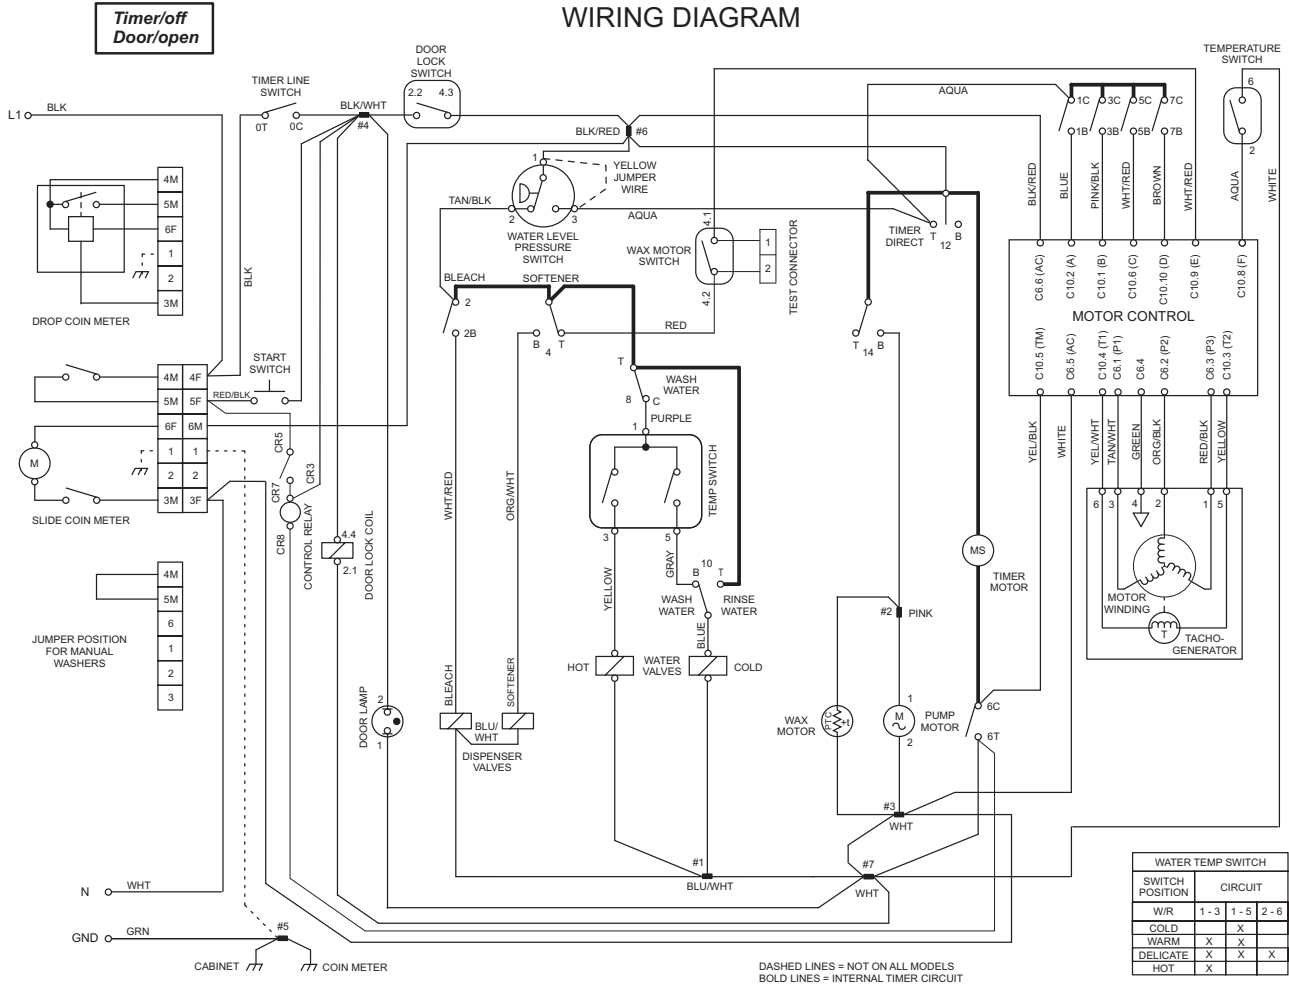 WIRING DIAGRAM
Timer/off
Door/open
L1
BLK
TIMER LINE
SWITCH
0T
0C
BLK/WHT
#4
DOOR
LOCK
SWITCH
2.2
4.3
BLK/RED
#6
AQUA
TEMPERATURE
SWITCH
6
2
1C
3C
5C
7C
1B
3B
5B
7B
BLK/RED
BLUE
PINK/BLK
WHT/RED
BROWN
WHT/RED
AQUA
WHITE
4M
5M
6F
1
2
3M
DROP COIN METER
BLK
TAN/BLK
1
2
3
YELLOW
JUMPER
WIRE
AQUA
WATER LEVEL
PRESSURE
SWITCH
4.1
WAX MOTOR
SWITCH
4.2
1
2
TEST CONNECTOR
TIMER
DIRECT
T
12
B
BLEACH
2
2B
SOFTENER
B
4
T
RED
T
14
B
C6.6 (AC)
C10.2 (A)
C10.1 (B)
C10.6 (C)
C10.10 (D)
C10.9 (E)
C10.8 (F)
MOTOR CONTROL
C10.5 (TM)
C6.5 (AC)
C10.4 (T1)
C6.1 (P1)
C6.4
C6.2 (P2)
C6.3 (P3)
C10.3 (T2)
YEL/BLK
WHITE
YEL/WHT
TAN/WHT
GREEN
ORG/BLK
RED/BLK
YELLOW
6
3
4
2
1
5
MOTOR
WINDING
T
TACHO-
GENERATOR
START
SWITCH
RED/BLK
4M
4F
5M
5F
6F
6M
1
1
2
2
3M
3F
M
SLIDE COIN METER
CR5
CR7
CR3
CR8
CONTROL RELAY
4.4
2.1
DOOR LOCK COIL
T
WASH
WATER
8
C
PURPLE
1
TEMP SWITCH
3
5
WHT/RED
ORG/WHT
YELLOW
GRAY
B
10
T
WASH
WATER
RINSE
WATER
BLUE
HOT
WATER
VALVES
COLD
MS
TIMER
MOTOR
#2
PINK
4M
5M
6
1
2
3
JUMPER POSITION
FOR MANUAL
WASHERS
DOOR LAMP
2
1
BLEACH
SOFTENER
BLU/
WHT
DISPENSER
VALVES
WAX
MOTOR
PTC
+t
M
1
2
PUMP
MOTOR
6C
6T
#3
WHT
#1
BLU/WHT
#7
WHT
N
WHT
GND
GRN
#5
CABINET
COIN METER
DASHED LINES = NOT ON ALL MODELS
BOLD LINES = INTERNAL TIMER CIRCUIT
WATER TEMP SWITCH
SWITCH
POSITION
CIRCUIT
W/R 1 - 3 1 - 5 2 - 6
COLD X
WARM X X
DELICATE X X X
HOT X